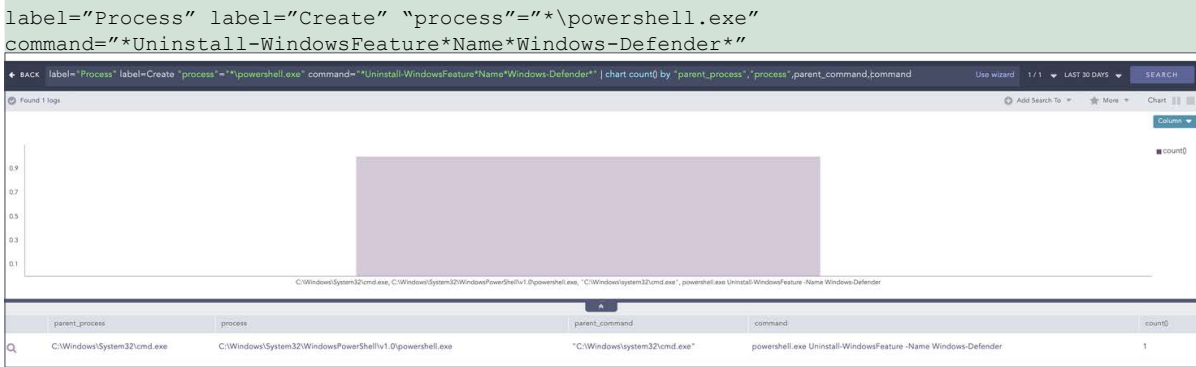 label=”Process” label=”Create” “process”=”*\powershell.exe”
command=”*Uninstall-WindowsFeature*Name*Windows-Defender*”
BACK label="Process" label=Create "process"="*\powershell.exe" command="*Uninstall-WindowsFeature*Name*Windows-Defender*" | chart count() by "parent_process","process",parent_command,command Use wizard 1 / 1 LAST 30 DAYS SEARCH
Found 1 logs Add Search To More Chart
Column
count()
0.9
0.7
0.5
0.3
0.1
C:\Windows\System32\cmd.exe, C:\Windows\System32\WindowsPowerShell\v1.0\powershell.exe, "C:\Windows\system32\cmd.exe", powershell.exe Uninstall-WindowsFeature -Name Windows-Defender
parent_process process parent_command command count()
C:\Windows\System32\cmd.exe C:\Windows\System32\WindowsPowerShell\v1.0\powershell.exe "C:\Windows\system32\cmd.exe" powershell.exe Uninstall-WindowsFeature -Name Windows-Defender 1